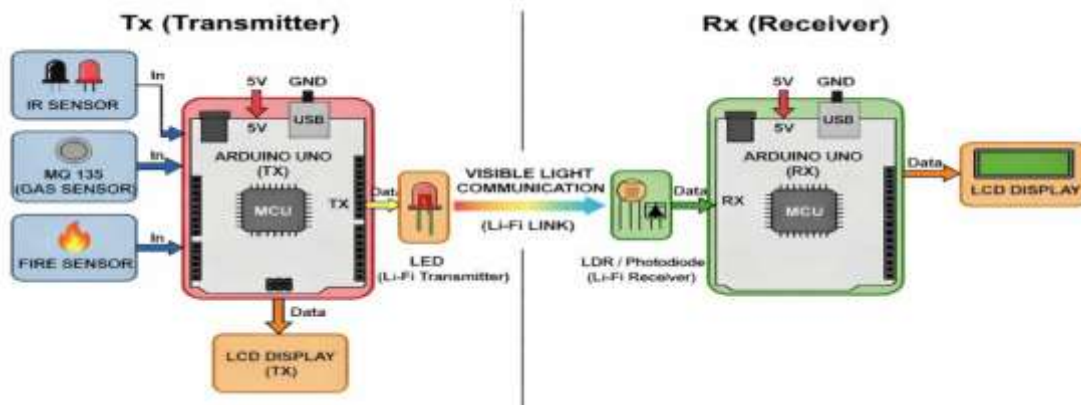 Tx (Transmitter)
Rx (Receiver)
In
IR SENSOR
In
MQ 135
(GAS SENSOR)
In
FIRE SENSOR
5V
GND
5V
USB
ARDUINO UNO
(TX)
MCU
TX
Data
Data
LCD DISPLAY
(TX)
LED
(Li-Fi Transmitter)
VISIBLE LIGHT
COMMUNICATION
(Li-Fi LINK)
LDR / Photodiode
(Li-Fi Receiver)
Data
5V
GND
5V
USB
ARDUINO UNO
(RX)
RX
MCU
Data
LCD DISPLAY